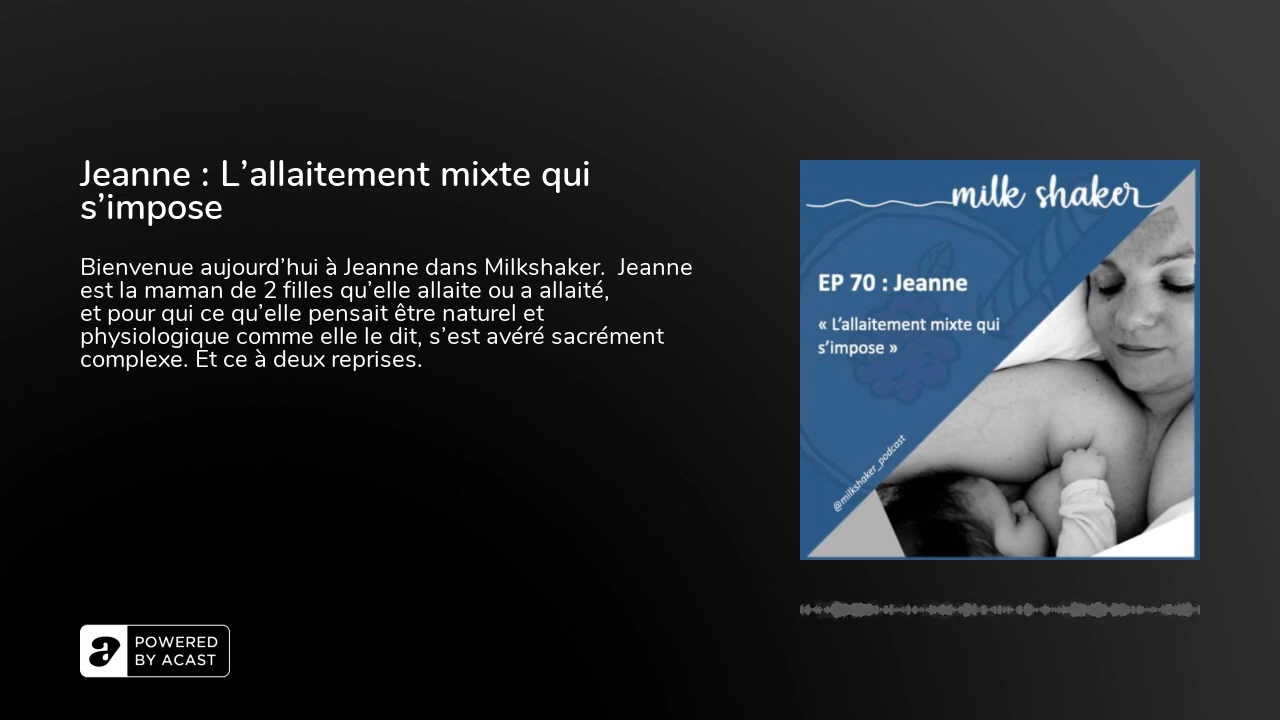 Jeanne : L’allaitement mixte qui
s’impose
Bienvenue aujourd’hui à Jeanne dans Milkshaker.  Jeanne
est la maman de 2 filles qu’elle allaite ou a allaité,
et pour qui ce qu’elle pensait être naturel et
physiologique comme elle le dit, s’est avéré sacrément
complexe. Et ce à deux reprises.
milk shaker
EP 70 : Jeanne
« L’allaitement mixte qui
s’impose »
@milkshaker_podcast
a POWERED
BY ACAST